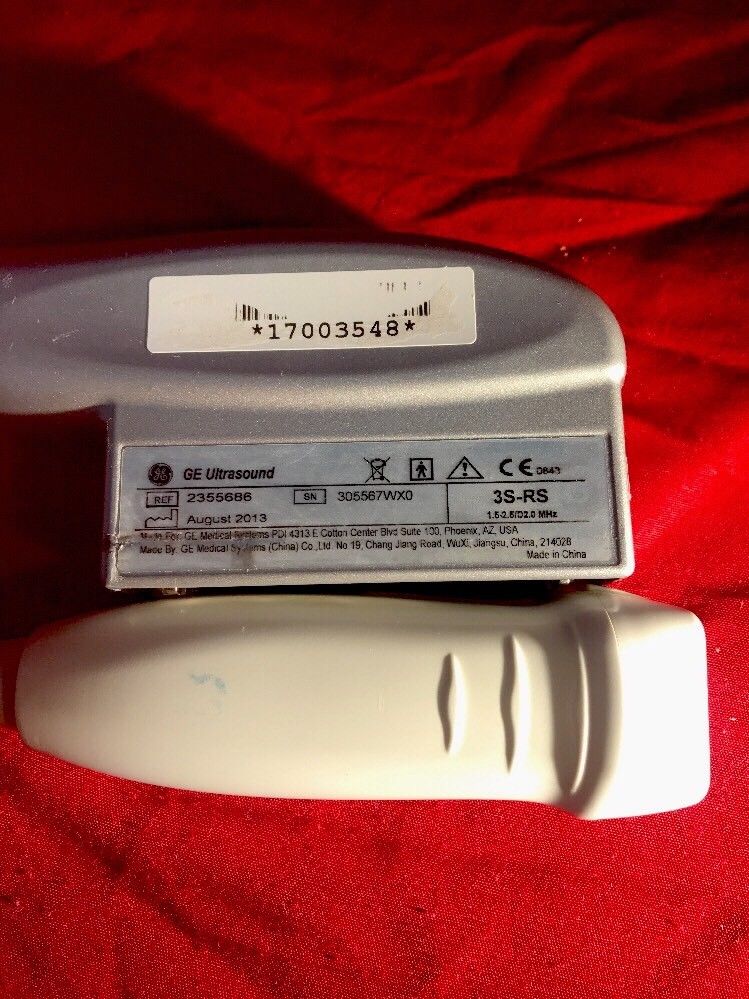 *17003548*
GE Ultrasound
CE 0843
REF 2355686
SN 305567WX0
3S-RS
August 2013
1.5-2.5/D2.0 MHz
For: GE Medical Systems PDI 4313 E Cotton Center Blvd Suite 100, Phoenix, AZ, USA
Made By: GE Medical Systems (China) Co.,Ltd. No 19, Chang Jiang Road, WuXi, Jiangsu, China, 214028
Made in China